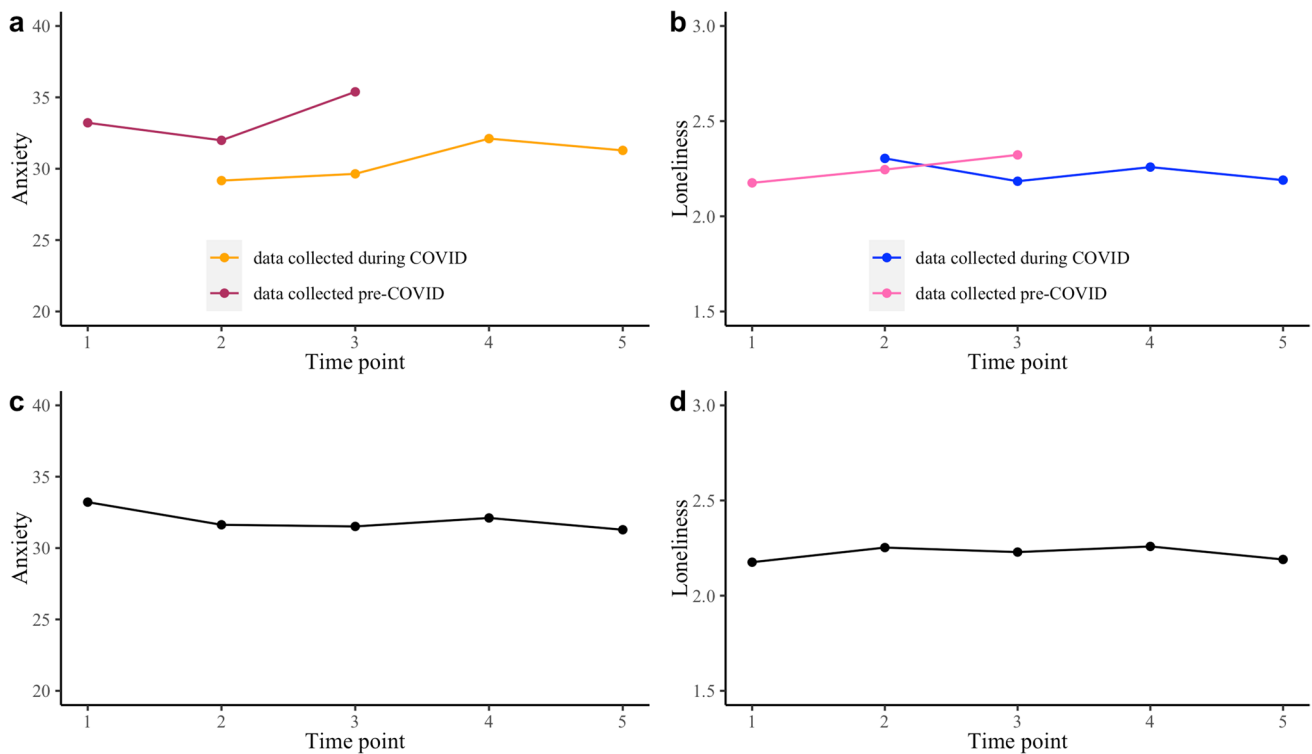 a
40
35
30
25
20
Anxiety
data collected during COVID
data collected pre-COVID
1 2 3 4 5
Time point
b
3.0
2.5
2.0
1.5
Loneliness
data collected during COVID
data collected pre-COVID
1 2 3 4 5
Time point
c
40
35
30
25
20
Anxiety
1 2 3 4 5
Time point
d
3.0
2.5
2.0
1.5
Loneliness
1 2 3 4 5
Time point